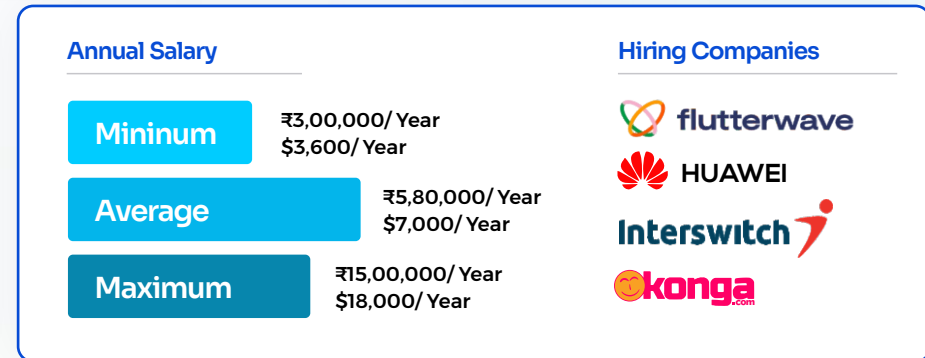 Annual Salary
Mininum
₹3,00,000/ Year
$3,600/ Year
Average
₹5,80,000/ Year
$7,000/ Year
Maximum
₹15,00,000/ Year
$18,000/ Year
Hiring Companies
flutterwave
HUAWEI
Interswitch
konga
.com